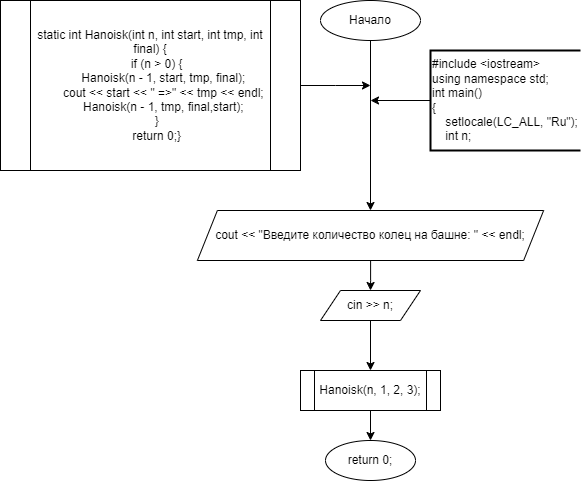 Начало
static int Hanoisk(int n, int start, int tmp, int
final) {
if (n > 0) {
Hanoisk(n - 1, start, tmp, final);
cout << start << " =>"<< tmp << endl;
Hanoisk(n - 1, tmp, final,start);
}
return 0;}
#include <iostream>
using namespace std;
int main()
{
setlocale(LC_ALL, "Ru");
int n;
cout << "Введите количество колец на башне: " << endl;
cin >> n;
Hanoisk(n, 1, 2, 3);
return 0;